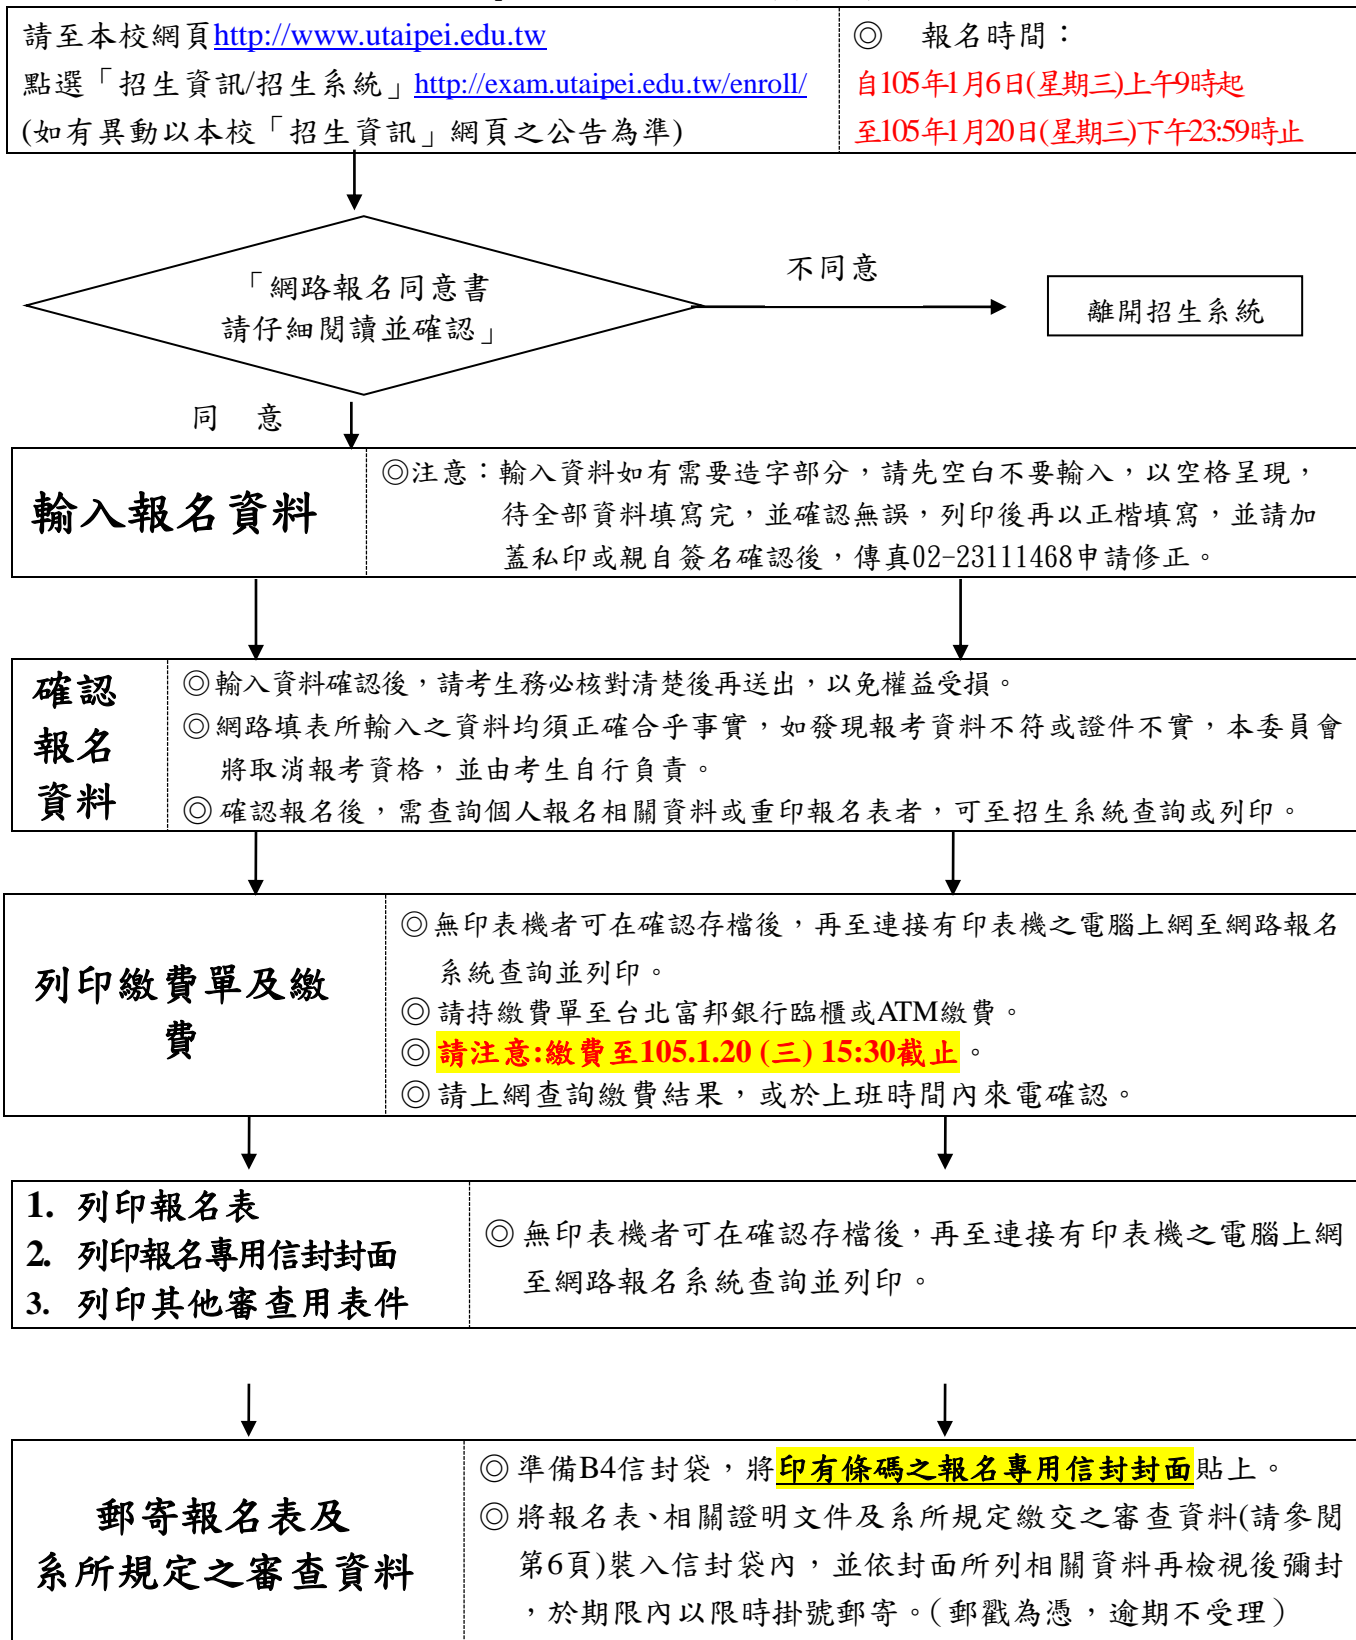 請至本校網頁http://www.utaipei.edu.tw
點選「招生資訊/招生系統」http://exam.utaipei.edu.tw/enroll/
(如有異動以本校「招生資訊」網頁之公告為準)
◎ 報名時間：
自105年1月6日(星期三)上午9時起
至105年1月20日(星期三)下午23:59時止
「網路報名同意書
請仔細閱讀並確認」
不同意
離開招生系統
同 意
輸入報名資料
◎注意：輸入資料如有需要造字部分，請先空白不要輸入，以空格呈現，
待全部資料填寫完，並確認無誤，列印後再以正楷填寫，並請加
蓋私印或親自簽名確認後，傳真02-23111468申請修正。
確認
報名
資料
◎輸入資料確認後，請考生務必核對清楚後再送出，以免權益受損。
◎網路填表所輸入之資料均須正確合乎事實，如發現報考資料不符或證件不實，本委員會
將取消報考資格，並由考生自行負責。
◎確認報名後，需查詢個人報名相關資料或重印報名表者，可至招生系統查詢或列印。
列印繳費單及繳
費
◎無印表機者可在確認存檔後，再至連接有印表機之電腦上網至網路報名
系統查詢並列印。
◎請持繳費單至台北富邦銀行臨櫃或ATM繳費。
◎請注意:繳費至105.1.20 (三) 15:30截止。
◎請上網查詢繳費結果，或於上班時間內來電確認。
1. 列印報名表
2. 列印報名專用信封封面
3. 列印其他審查用表件
◎無印表機者可在確認存檔後，再至連接有印表機之電腦上網
至網路報名系統查詢並列印。
郵寄報名表及
系所規定之審查資料
◎準備B4信封袋，將印有條碼之報名專用信封封面貼上。
◎將報名表、相關證明文件及系所規定繳交之審查資料(請參閱
第6頁)裝入信封袋內，並依封面所列相關資料再檢視後彌封
，於期限內以限時掛號郵寄。（郵戳為憑，逾期不受理）